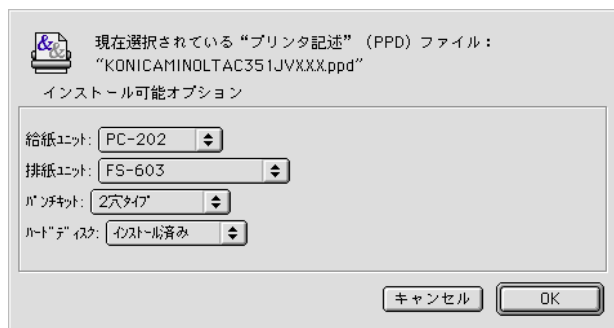 現在選択されている“プリンタ記述” (PPD) ファイル：
“KONICAMINOLTAC351JVXXX.ppd”
インストール可能オプション
給紙ﾕﾆｯﾄ: PC-202
排紙ﾕﾆｯﾄ: FS-603
ﾊﾟﾝﾁｷｯﾄ: 2穴ﾀｲﾌﾟ
ﾊｰﾄﾞﾃﾞｨｽｸ: ｲﾝｽﾄｰﾙ済み
キャンセル OK